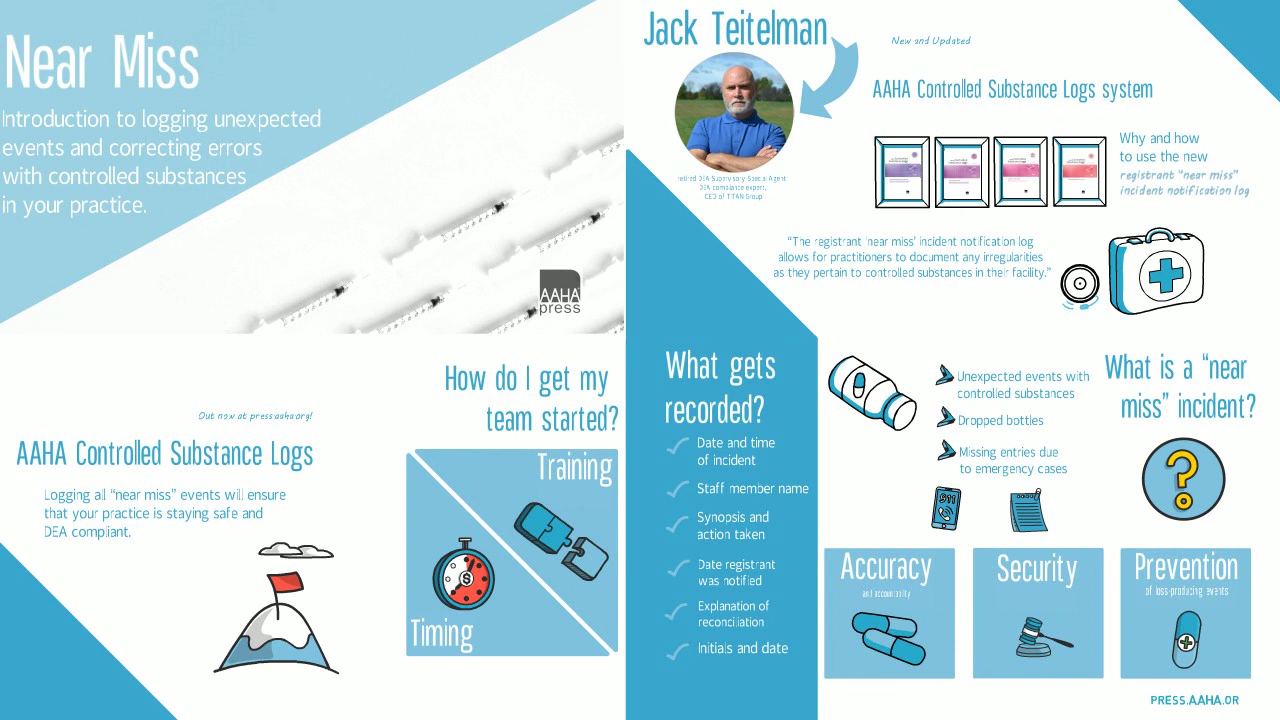 Near Miss
Introduction to logging unexpected
events and correcting errors
with controlled substances
in your practice.
AAHA
press
Jack Teitelman
retired DEA Supervisory Special Agent
DEA compliance expert,
CEO of TITAN Group
New and Updated
AAHA Controlled Substance Logs system
Why and how
to use the new
registrant "near miss"
incident notification log
"The registrant 'near miss' incident notification log
allows for practitioners to document any irregularities
as they pertain to controlled substances in their facility."
Out now at press.aaha.org!
AAHA Controlled Substance Logs
Logging all "near miss" events will ensure
that your practice is staying safe and
DEA compliant.
How do I get my
team started?
Training
Timing
What gets
recorded?
Date and time
of incident
Staff member name
Synopsis and
action taken
Date registrant
was notified
Explanation of
reconciliation
Initials and date
What is a "near
miss" incident?
Unexpected events with
controlled substances
Dropped bottles
Missing entries due
to emergency cases
911
Accuracy
and accountability
Security
Prevention
of loss-producing events
PRESS.AAHA.OR